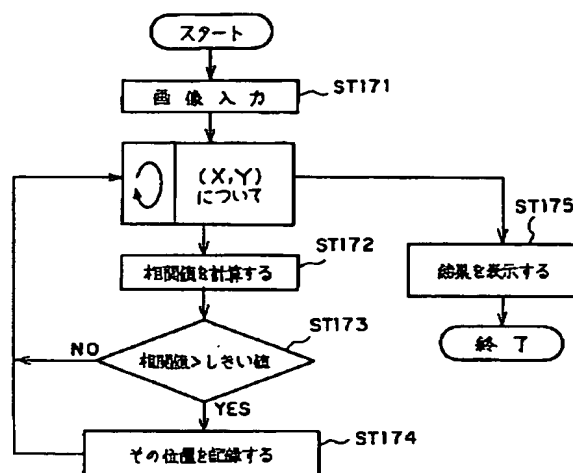 スタート
画像入力
ST171
(X,Y)
について
ST175
ST172
相関値を計算する
結果を表示する
ST173
NO
相関値>しきい値
終了
YES
ST174
その位置を記録する